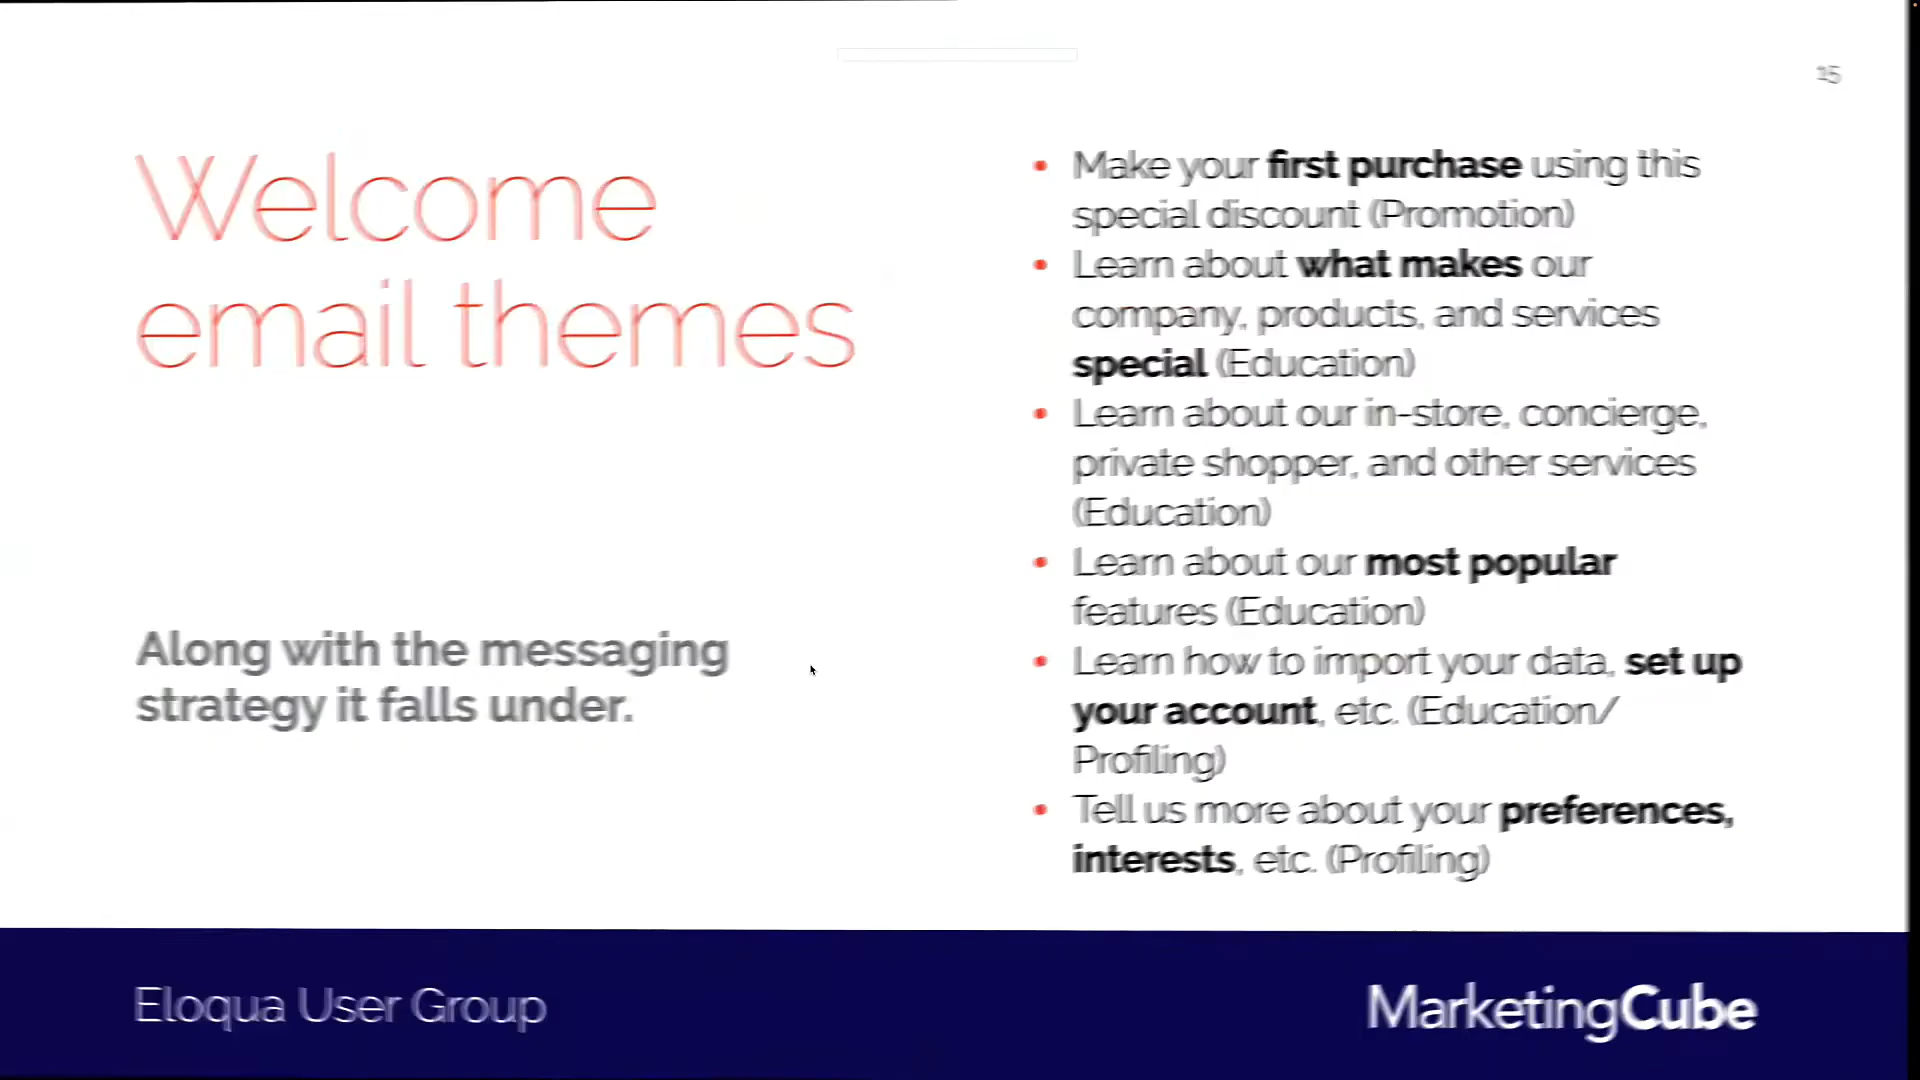 15
Welcome
email themes
Along with the messaging
strategy it falls under.
• Make your first purchase using this
special discount (Promotion)
• Learn about what makes our
company, products, and services
special (Education)
• Learn about our in-store, concierge,
private shopper, and other services
(Education)
• Learn about our most popular
features (Education)
• Learn how to import your data, set up
your account, etc. (Education/
Profiling)
• Tell us more about your preferences,
interests, etc. (Profiling)
Eloqua User Group
MarketingCube